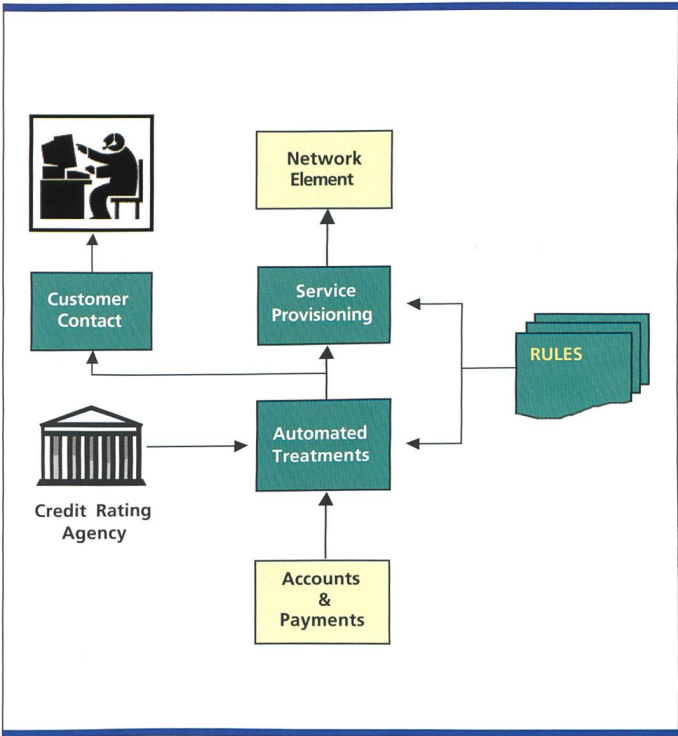 Network
Element
Customer
Contact
Service
Provisioning
RULES
Automated
Treatments
Credit Rating
Agency
Accounts
&
Payments